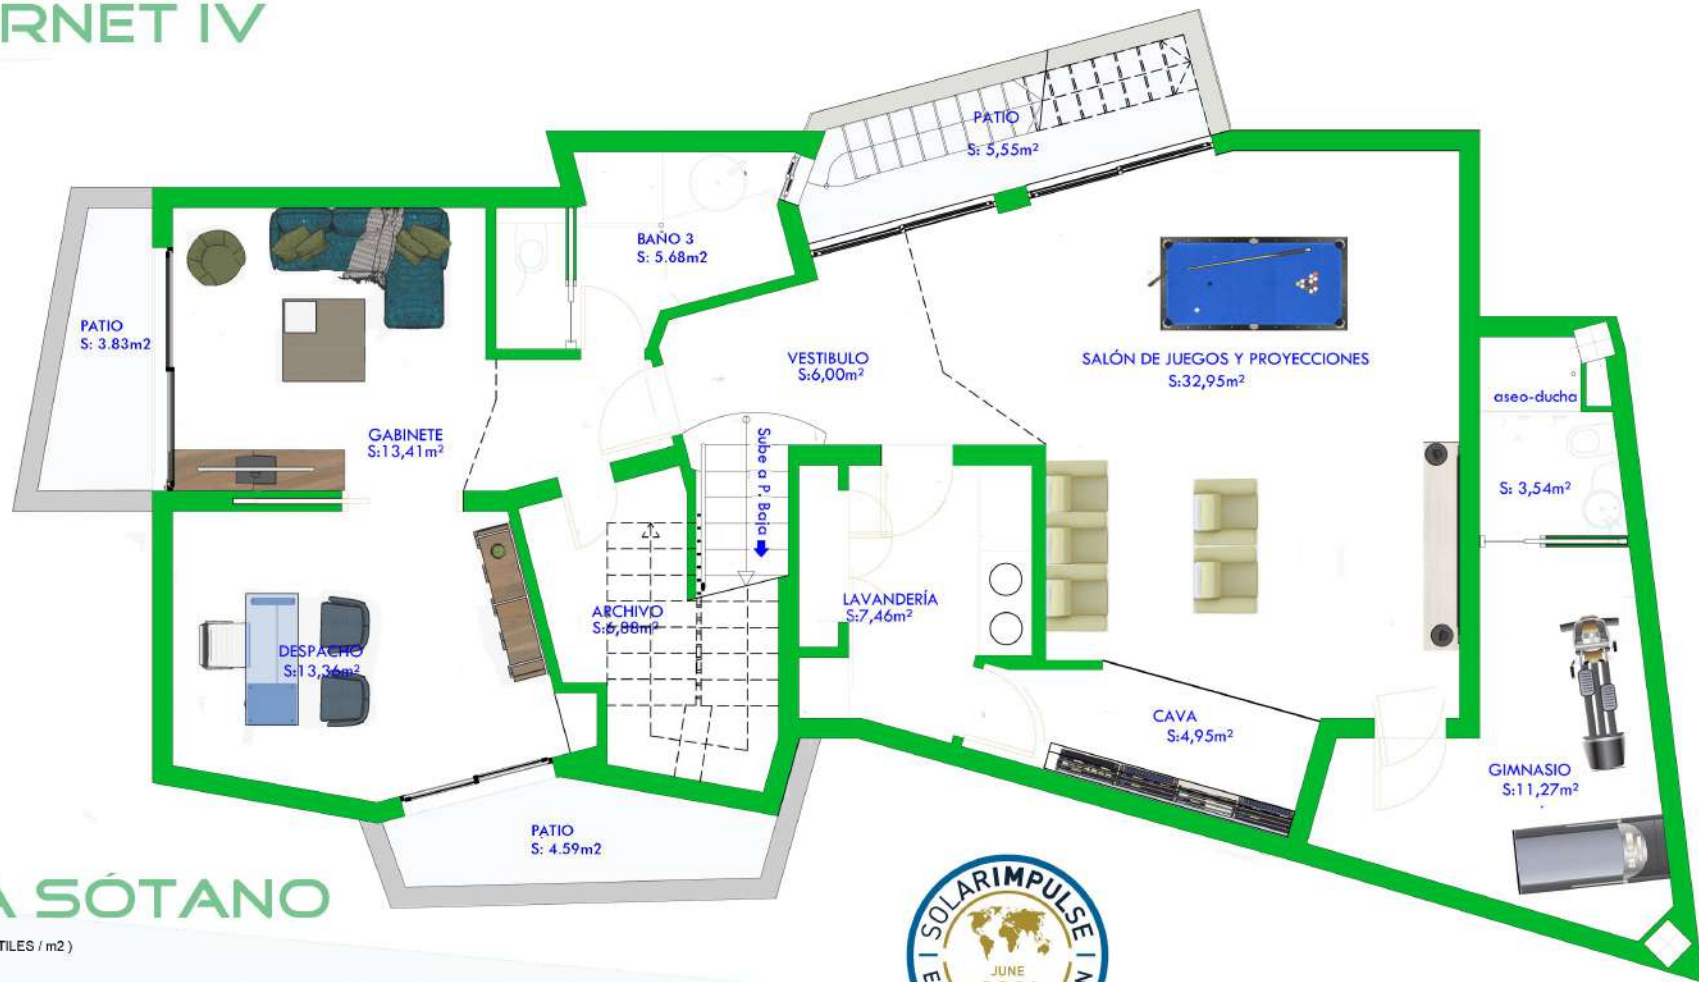 RNET IV
PATIO
S: 5,55m²
BAÑO 3
S: 5.68m2
PATIO
S: 3.83m2
VESTIBULO
S:6,00m²
SALÓN DE JUEGOS Y PROYECCIONES
S:32,95m²
aseo-ducha
GABINETE
S:13,41m²
Sube a P. Baja
S: 3,54m²
ARCHIVO
S:6,88m²
LAVANDERÍA
S:7,46m²
DESPACHO
S:13,36m²
CAVA
S:4,95m²
GIMNASIO
S:11,27m²
PATIO
S: 4.59m2
A SÓTANO
TILES / m2 )
SOLARIMPULSE
JUNE